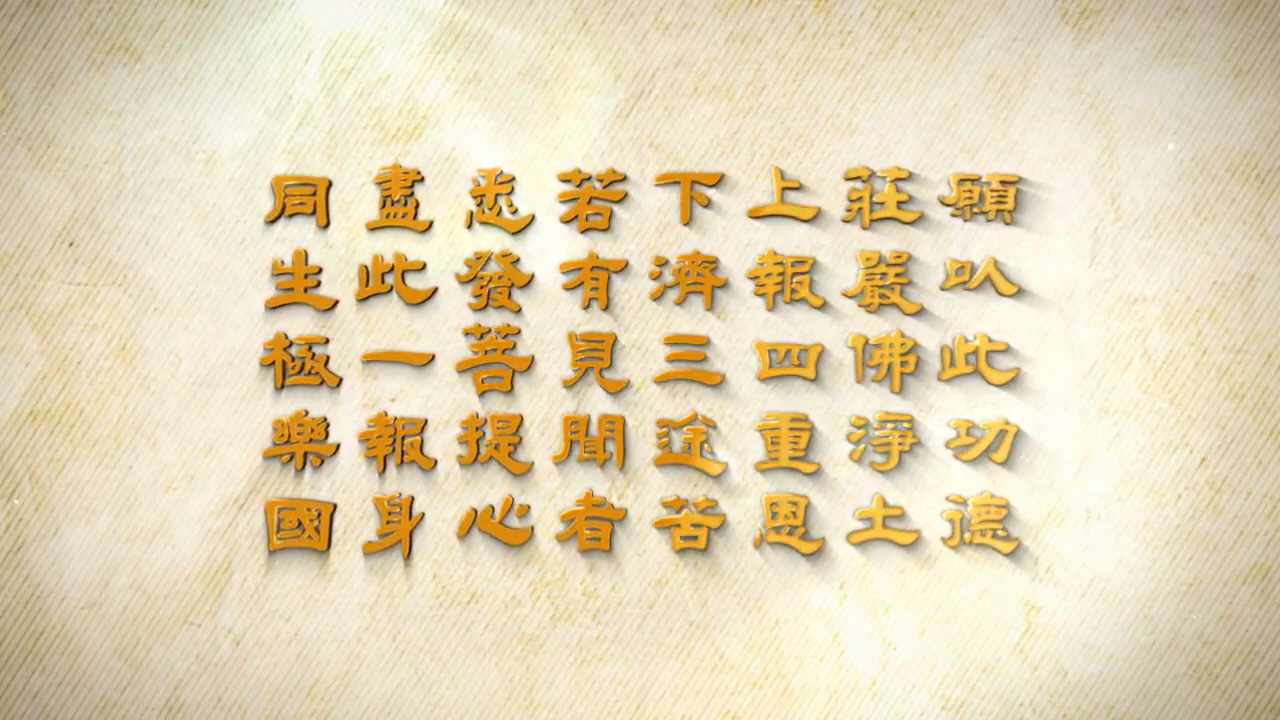 願以此功德
莊嚴佛淨土
上報四重恩
下濟三途苦
若有見聞者
悉發菩提心
盡此一報身
同生極樂國